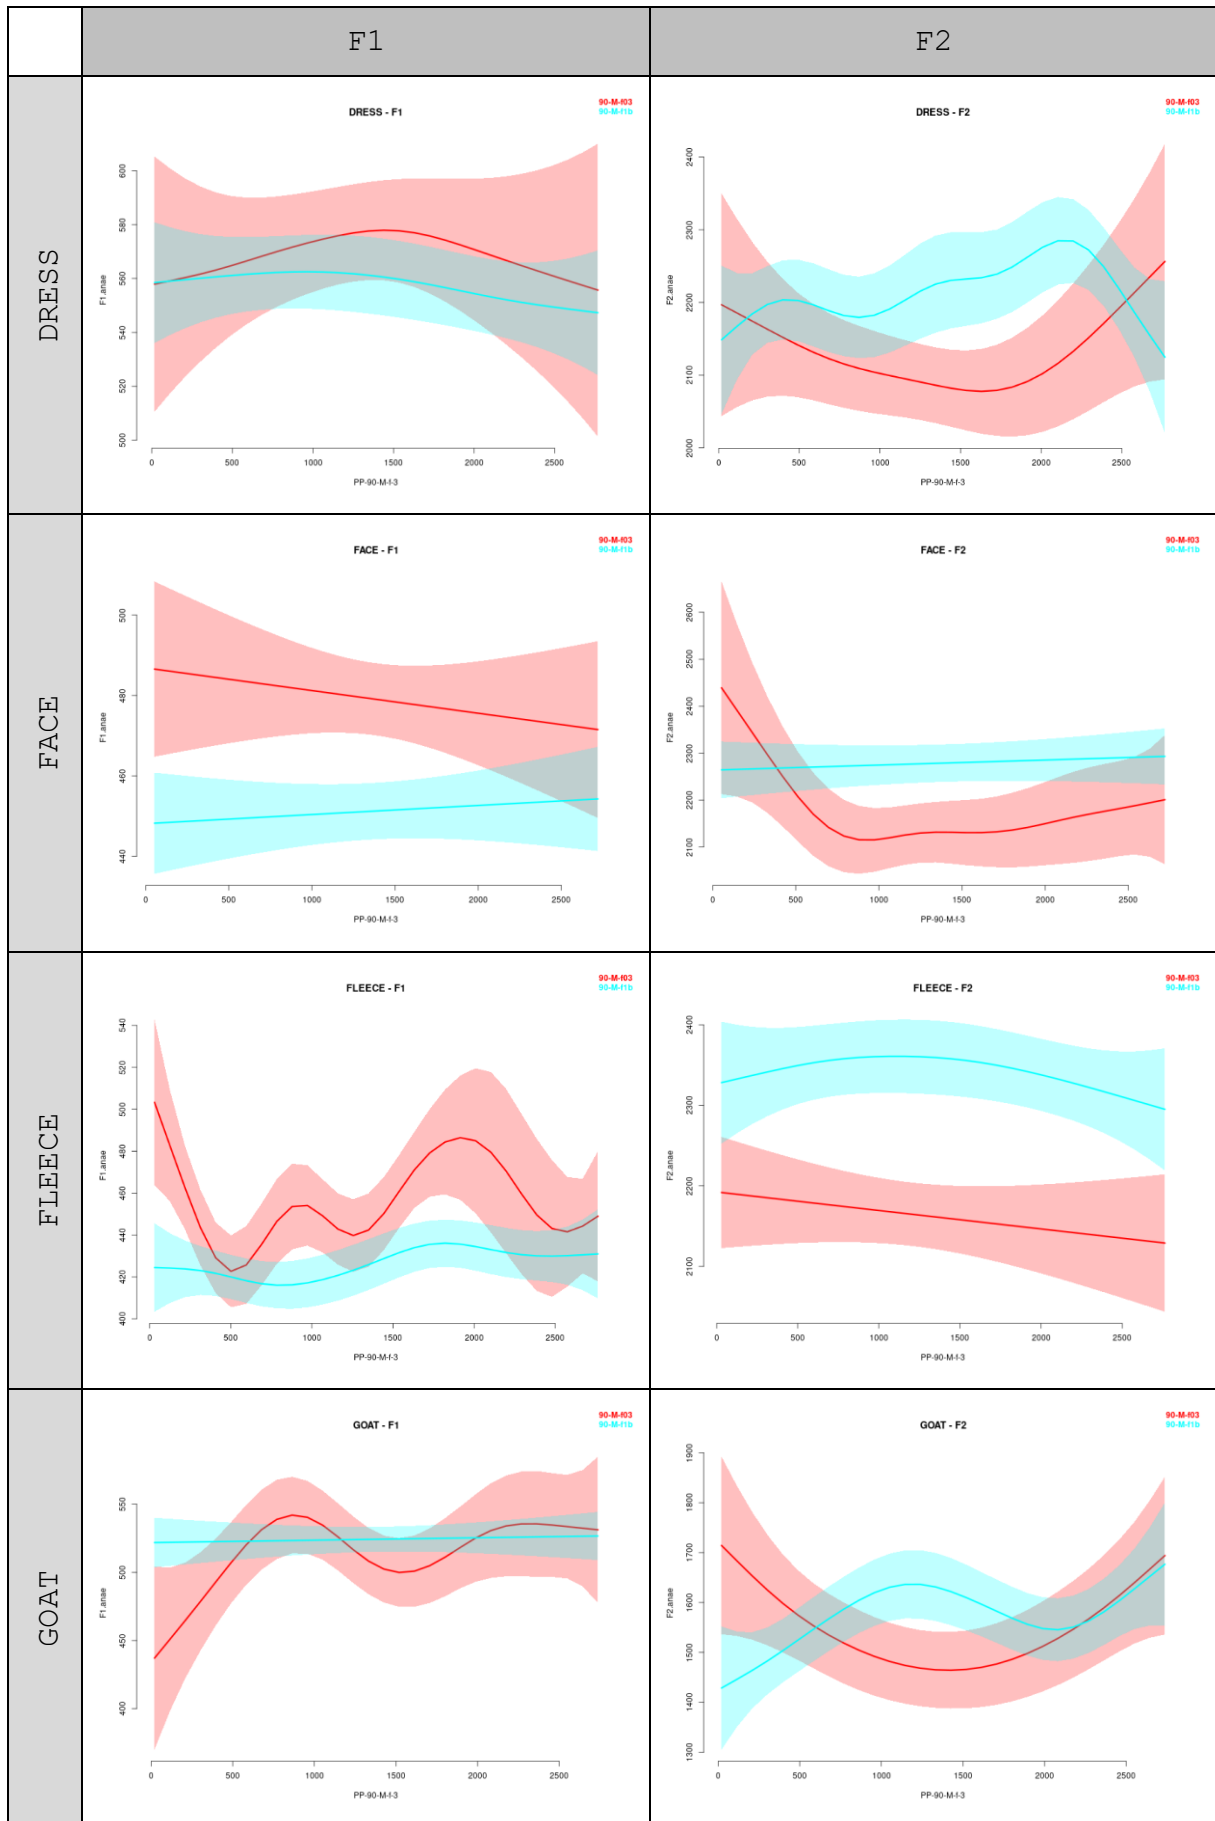 F1
F2
DRESS
DRESS - F1
90-M-f03
90-M-f1b
F1.anae
600
580
560
540
520
500
0 500 1000 1500 2000 2500
PP-90-M-f-3
DRESS - F2
90-M-f03
90-M-f1b
F2.anae
2400
2300
2200
2100
2000
0 500 1000 1500 2000 2500
PP-90-M-f-3
FACE
FACE - F1
90-M-f03
90-M-f1b
F1.anae
500
480
460
440
0 500 1000 1500 2000 2500
PP-90-M-f-3
FACE - F2
90-M-f03
90-M-f1b
F2.anae
2600
2500
2400
2300
2200
2100
0 500 1000 1500 2000 2500
PP-90-M-f-3
FLEECE
FLEECE - F1
90-M-f03
90-M-f1b
F1.anae
540
520
500
480
460
440
420
400
0 500 1000 1500 2000 2500
PP-90-M-f-3
FLEECE - F2
90-M-f03
90-M-f1b
F2.anae
2400
2300
2200
2100
0 500 1000 1500 2000 2500
PP-90-M-f-3
GOAT
GOAT - F1
90-M-f03
90-M-f1b
F1.anae
550
500
450
400
0 500 1000 1500 2000 2500
PP-90-M-f-3
GOAT - F2
90-M-f03
90-M-f1b
F2.anae
1900
1800
1700
1600
1500
1400
1300
0 500 1000 1500 2000 2500
PP-90-M-f-3